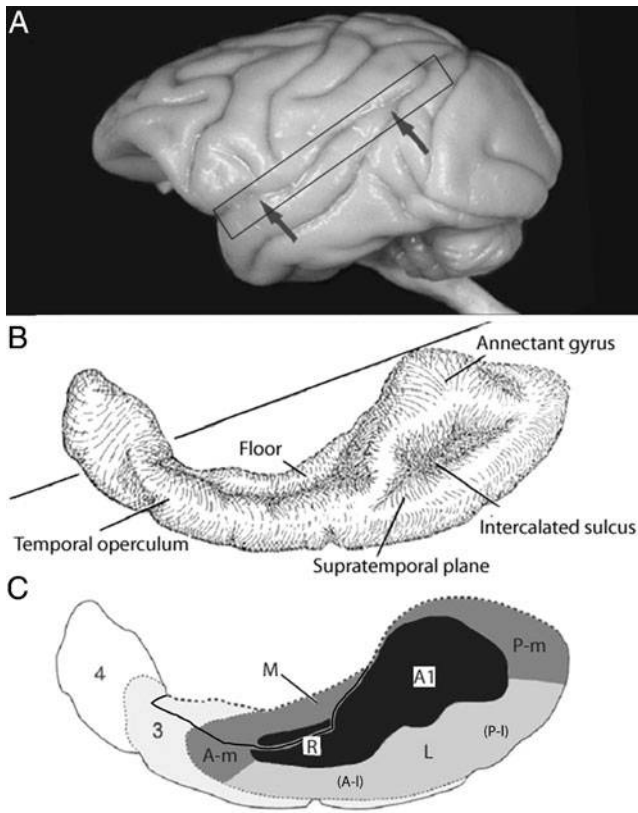 A
B
Annectant gyrus
Floor
Intercalated sulcus
Temporal operculum
Supratemporal plane
C
4
P-m
M
A1
3
R
L
(P-l)
A-m
(A-l)